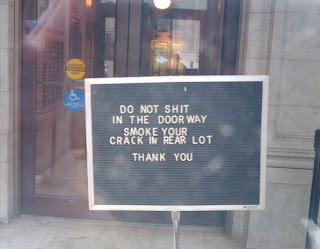 DO NOT SHIT
IN THE DOORWAY
SMOKE YOUR
CRACK IN REAR LOT
THANK YOU